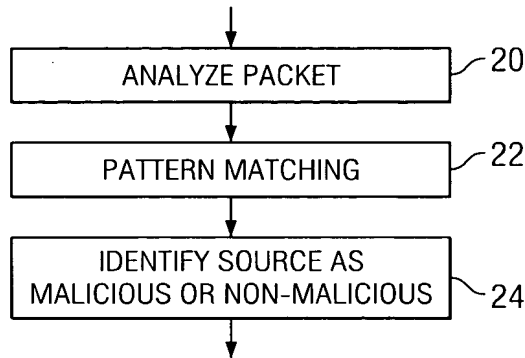 ANALYZE PACKET
20
PATTERN MATCHING
22
IDENTIFY SOURCE AS
MALICIOUS OR NON-MALICIOUS
24